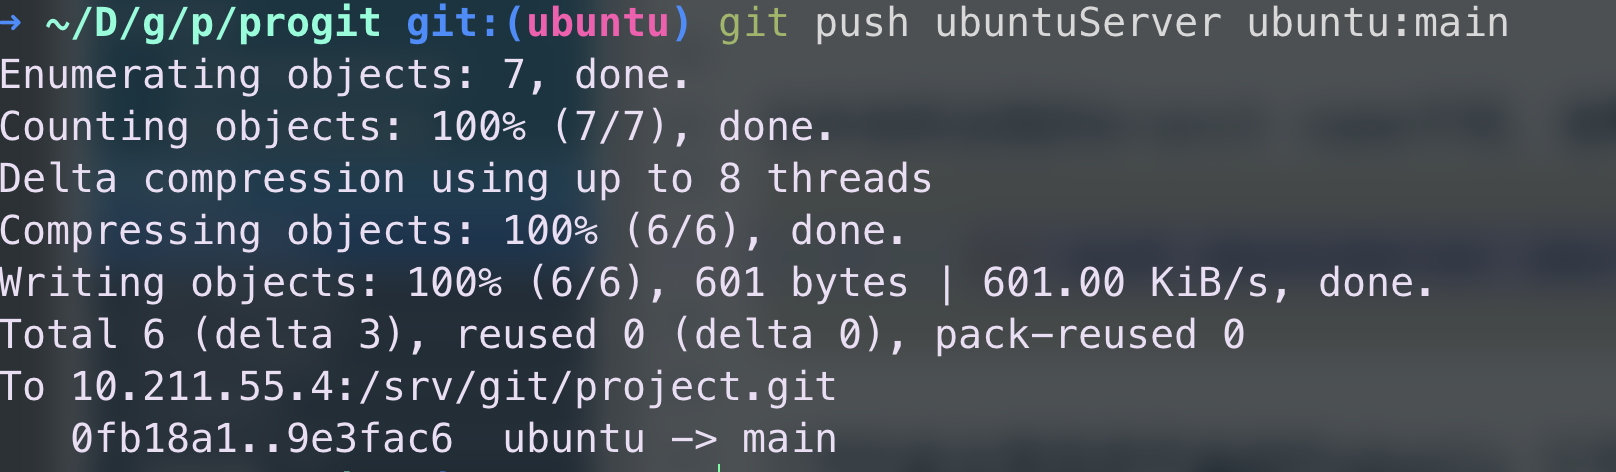 → ~/D/g/p/progit git:(ubuntu) git push ubuntuServer ubuntu:main
Enumerating objects: 7, done.
Counting objects: 100% (7/7), done.
Delta compression using up to 8 threads
Compressing objects: 100% (6/6), done.
Writing objects: 100% (6/6), 601 bytes | 601.00 KiB/s, done.
Total 6 (delta 3), reused 0 (delta 0), pack-reused 0
To 10.211.55.4:/srv/git/project.git
   0fb18a1..9e3fac6  ubuntu -> main